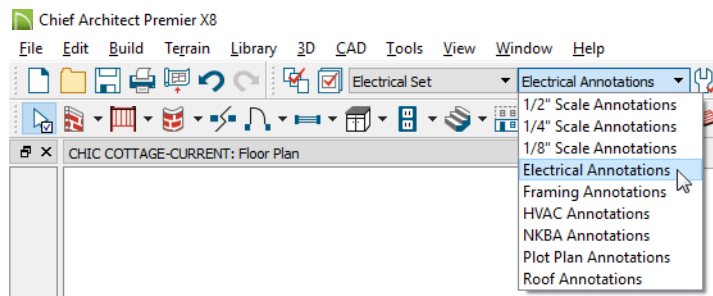 Chief Architect Premier X8
File Edit Build Terrain Library 3D CAD Tools View Window Help
Electrical Set Electrical Annotations
1/2" Scale Annotations
1/4" Scale Annotations
1/8" Scale Annotations
Electrical Annotations
Framing Annotations
HVAC Annotations
NKBA Annotations
Plot Plan Annotations
Roof Annotations
CHIC COTTAGE-CURRENT: Floor Plan